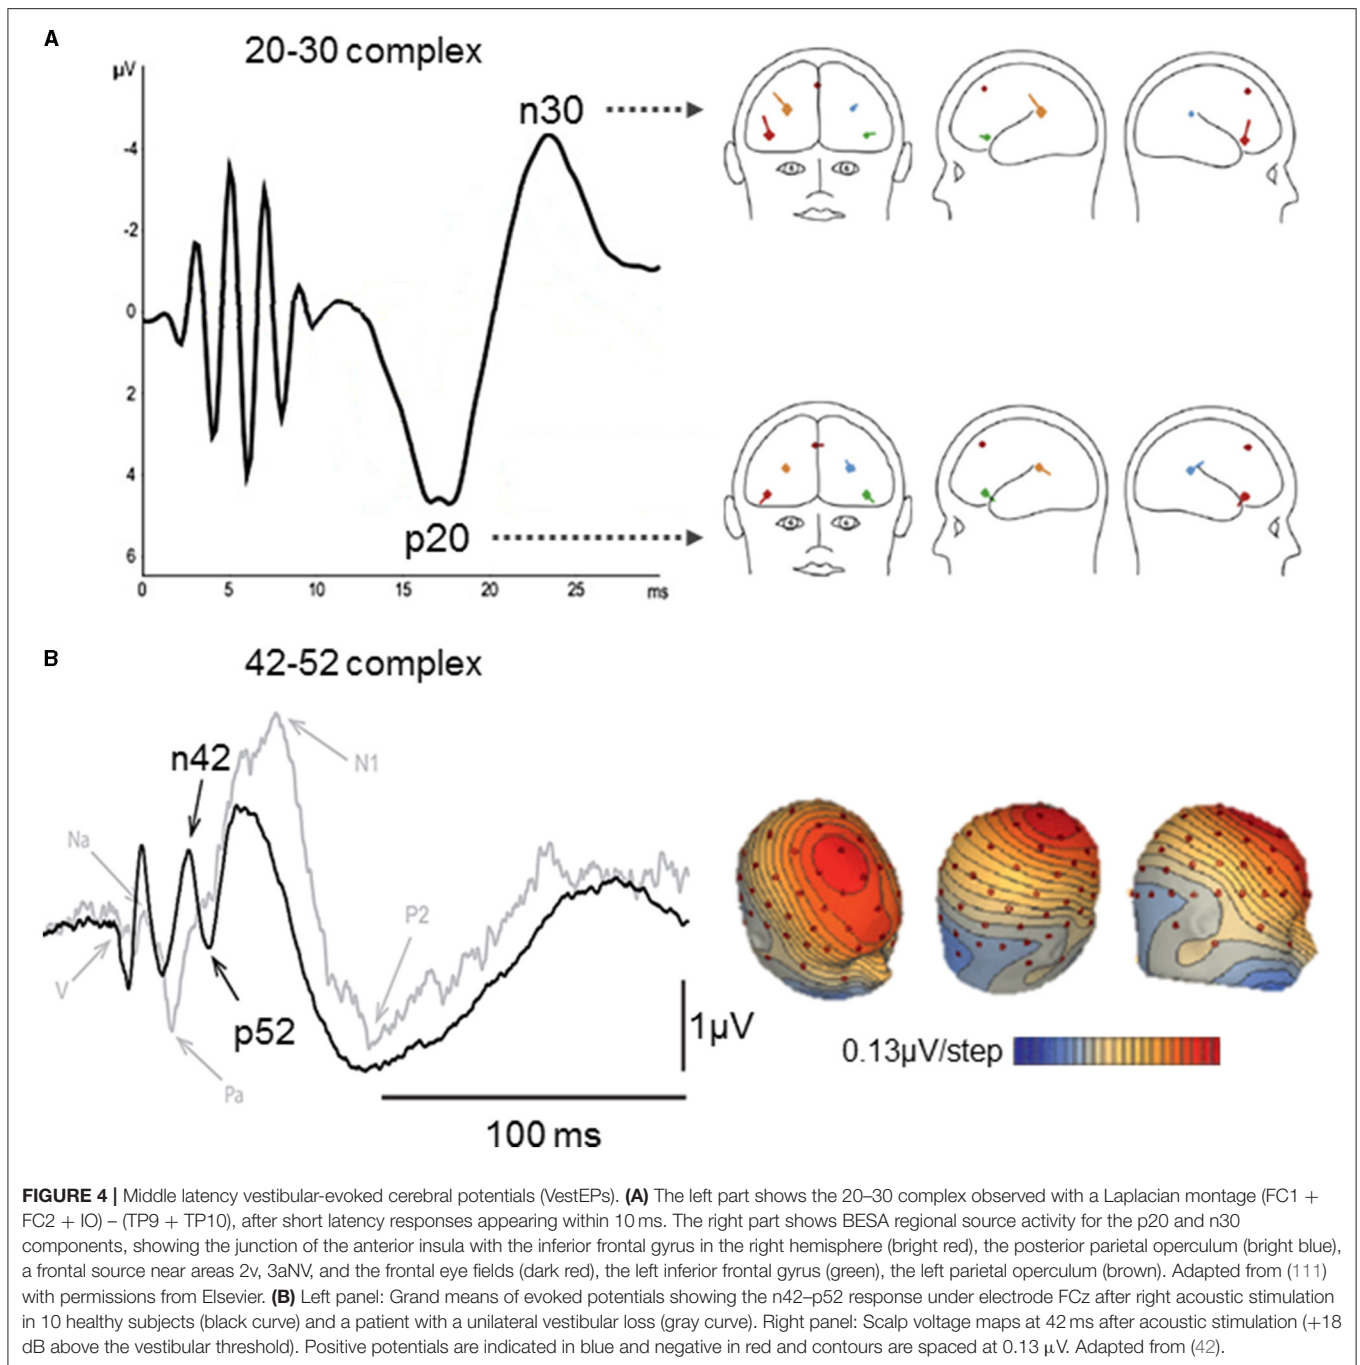 A
20-30 complex
µV
n30
-4
-2
0
2
4
p20
6
0 5 10 15 20 25 ms
B
42-52 complex
n42
N1
Na
P2
V
p52
1µV
0.13µV/step
Pa
100 ms
FIGURE 4 | Middle latency vestibular-evoked cerebral potentials (VestEPs). (A) The left part shows the 20–30 complex observed with a Laplacian montage (FC1 +
FC2 + IO) – (TP9 + TP10), after short latency responses appearing within 10 ms. The right part shows BESA regional source activity for the p20 and n30
components, showing the junction of the anterior insula with the inferior frontal gyrus in the right hemisphere (bright red), the posterior parietal operculum (bright blue),
a frontal source near areas 2v, 3aNV, and the frontal eye fields (dark red), the left inferior frontal gyrus (green), the left parietal operculum (brown). Adapted from (111)
with permissions from Elsevier. (B) Left panel: Grand means of evoked potentials showing the n42–p52 response under electrode FCz after right acoustic stimulation
in 10 healthy subjects (black curve) and a patient with a unilateral vestibular loss (gray curve). Right panel: Scalp voltage maps at 42 ms after acoustic stimulation (+18
dB above the vestibular threshold). Positive potentials are indicated in blue and negative in red and contours are spaced at 0.13 µV. Adapted from (42).